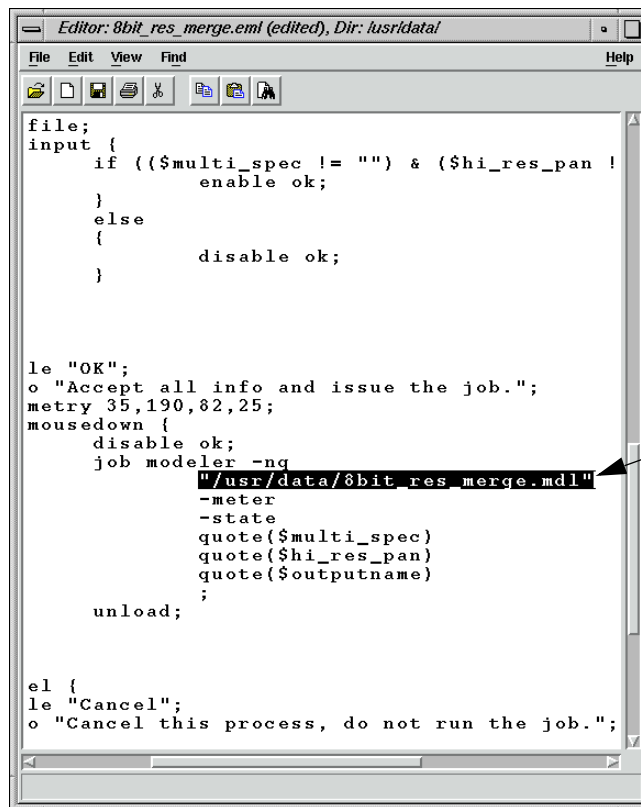 Editor: 8bit_res_merge.eml (edited), Dir: /usr/data/
File Edit View Find Help
file;
input {
if (($multi_spec != "") & ($hi_res_pan !
enable ok;
}
else
{
disable ok;
}
le "OK";
o "Accept all info and issue the job.";
metry 35,190,82,25;
mousedown {
disable ok;
job modeler -nq
"/usr/data/8bit_res_merge.mdl"
-meter
-state
quote($multi_spec)
quote($hi_res_pan)
quote($outputname)
;
unload;
el {
le "Cancel";
o "Cancel this process, do not run the job.";